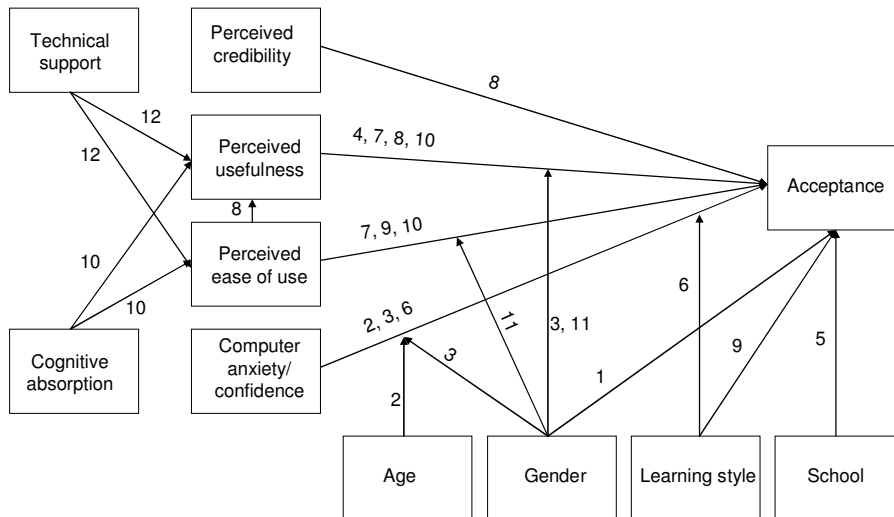 Technical
support
Perceived
credibility
8
12
12
Perceived
usefulness
4, 7, 8, 10
Acceptance
8
7, 9, 10
Perceived
ease of use
10
10
6
2, 3, 6
11
3, 11
Cognitive
absorption
Computer
anxiety/
confidence
3
1
9
5
2
Age
Gender
Learning style
School